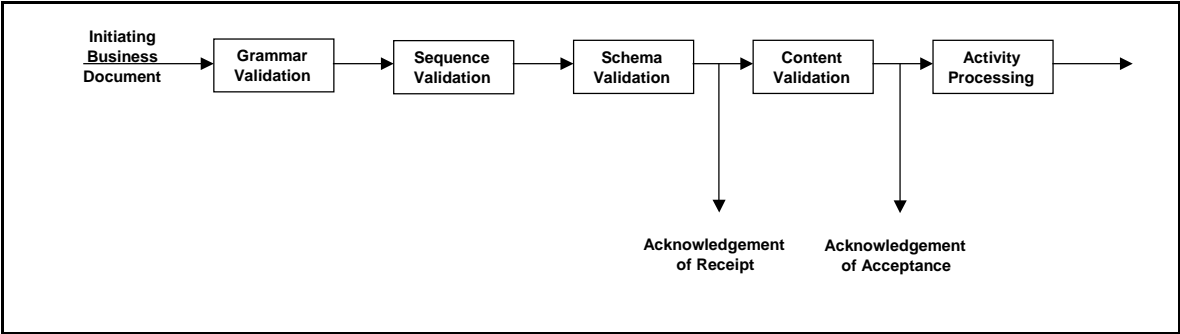 Initiating
Business
Document
Grammar
Validation
Sequence
Validation
Schema
Validation
Content
Validation
Activity
Processing
Acknowledgement
of Receipt
Acknowledgement
of Acceptance